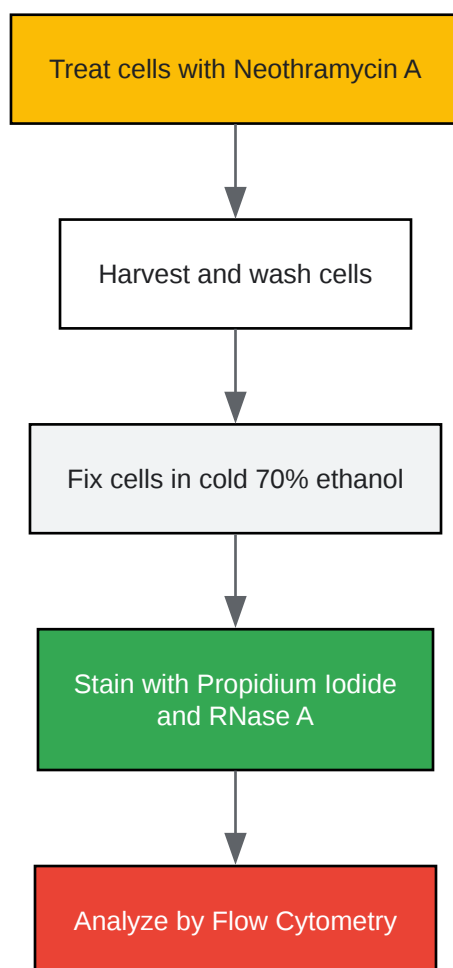 Treat cells with Neothramycin A
Harvest and wash cells
Fix cells in cold 70% ethanol
Stain with Propidium Iodide
and RNase A
Analyze by Flow Cytometry